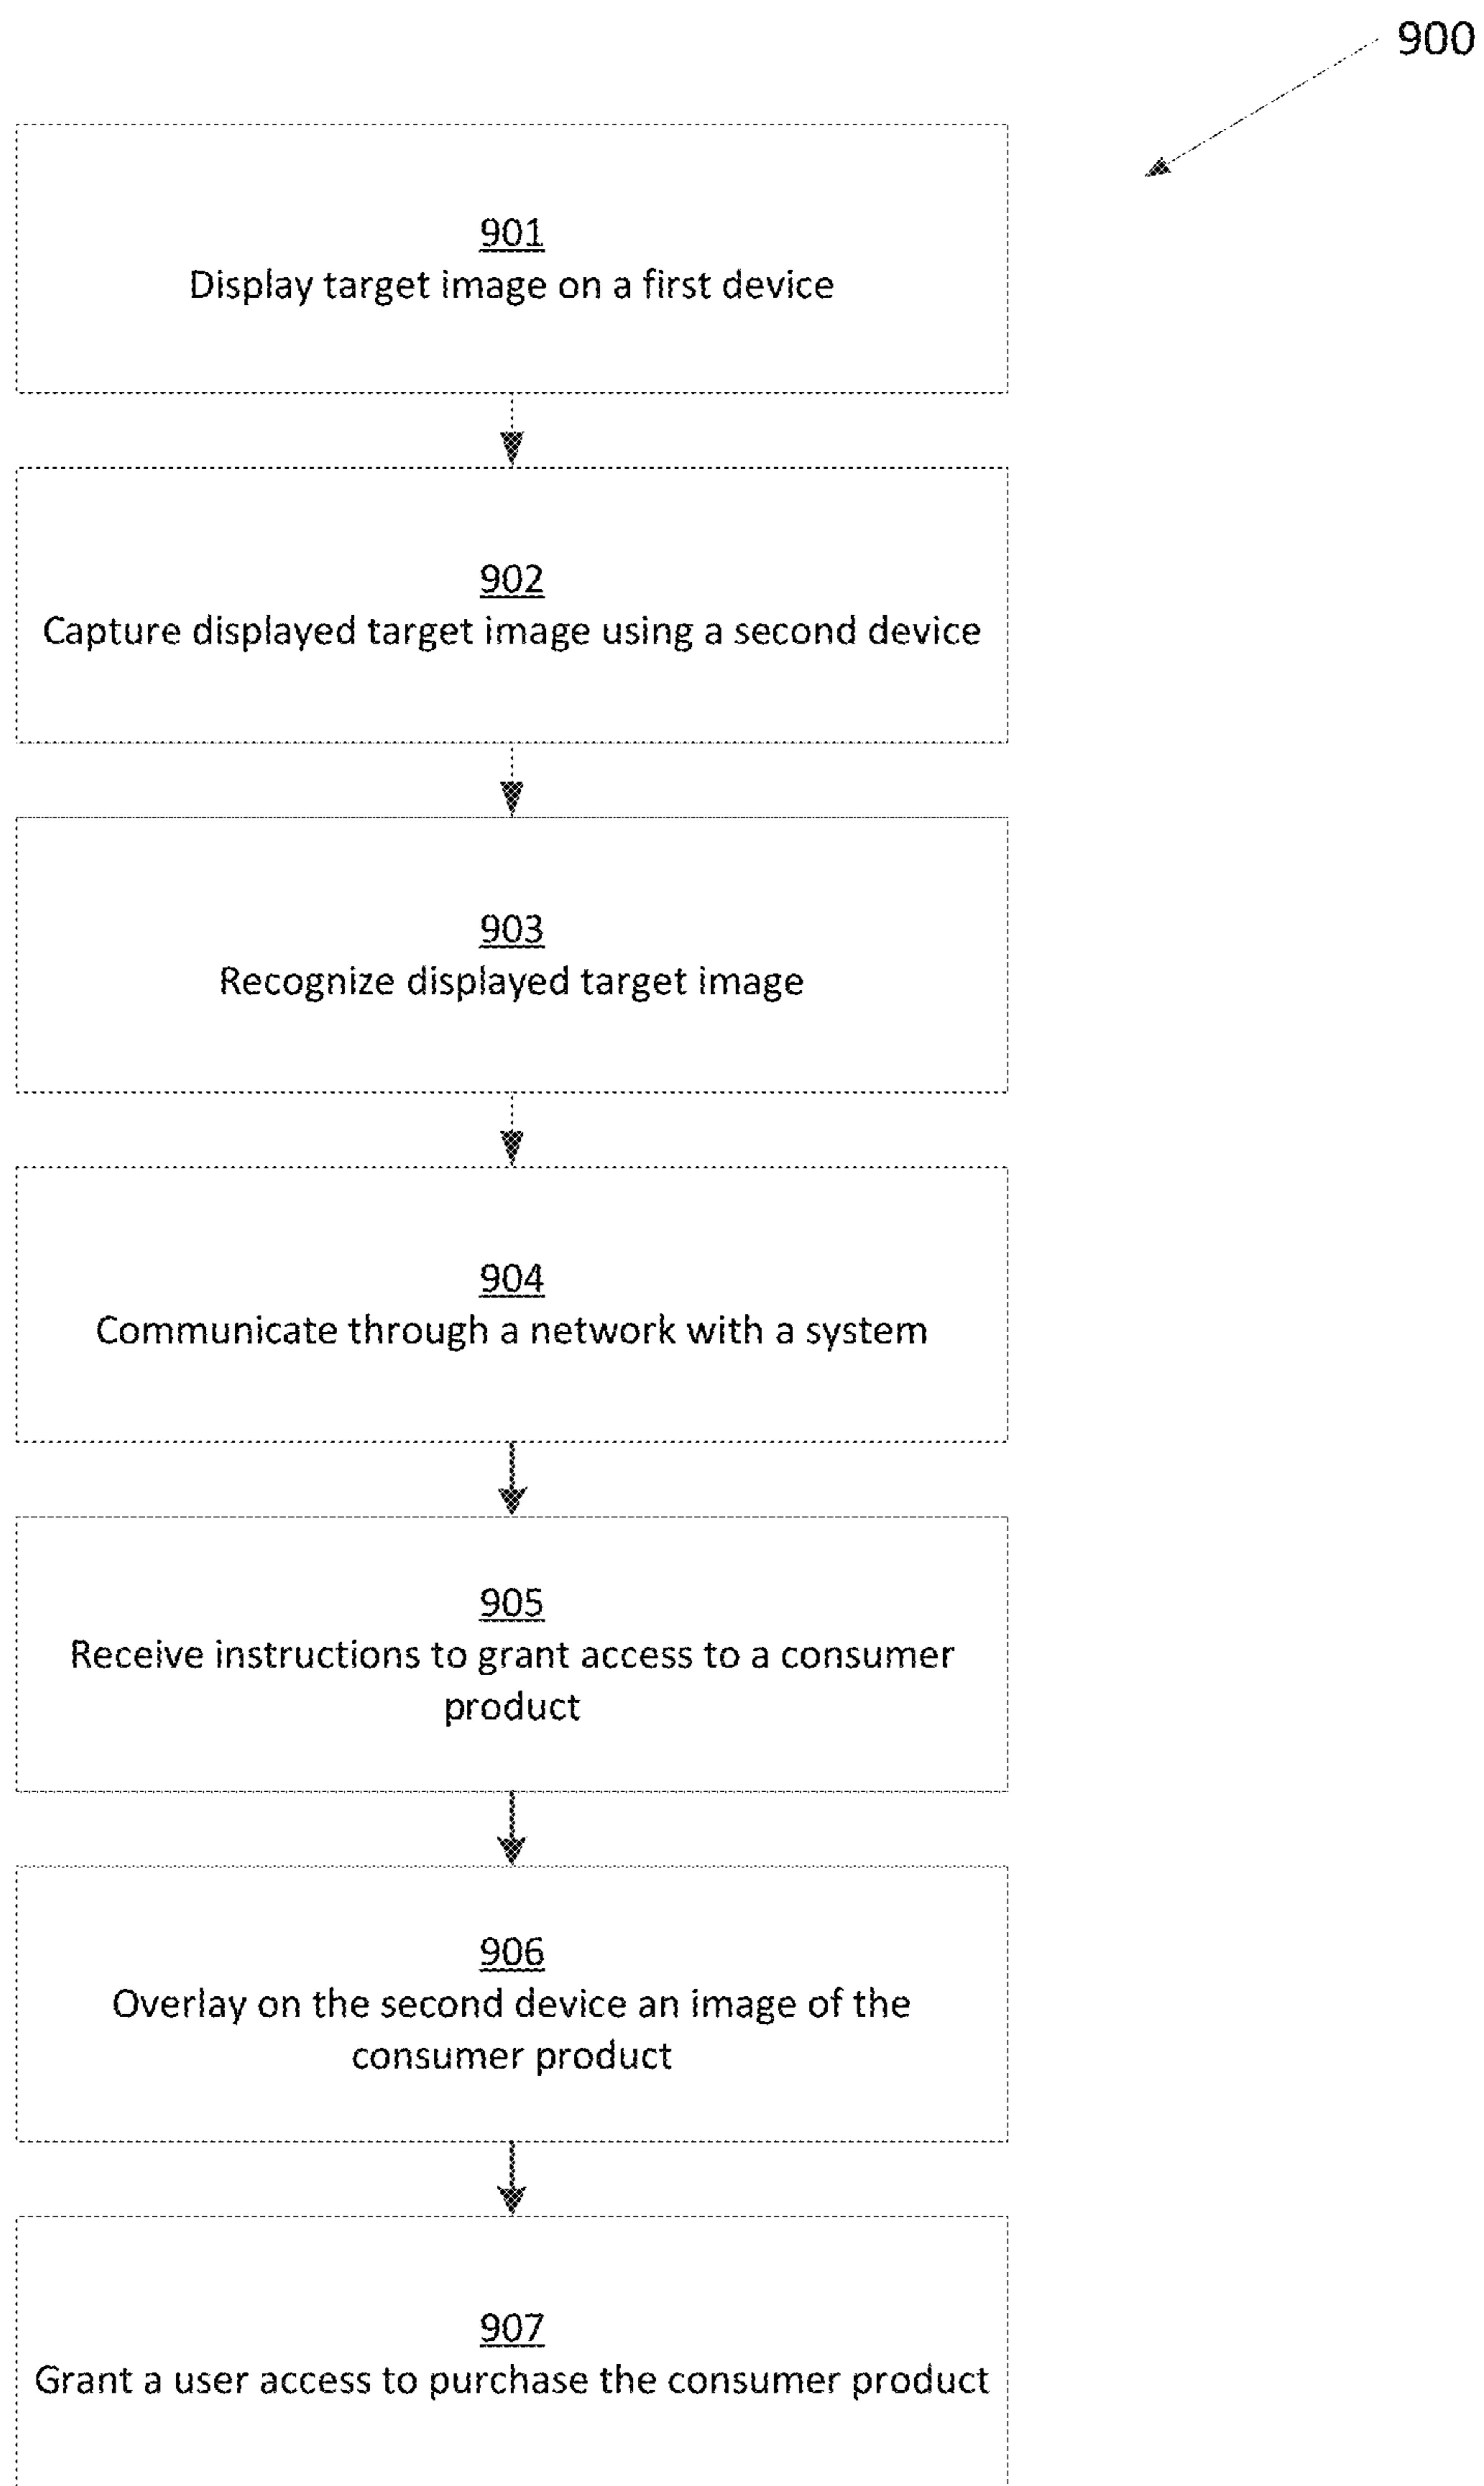 900
901
Display target image on a first device
902
Capture displayed target image using a second device
903
Recognize displayed target image
904
Communicate through a network with a system
905
Receive instructions to grant access to a consumer
product
906
Overlay on the second device an image of the
consumer product
907
Grant a user access to purchase the consumer product